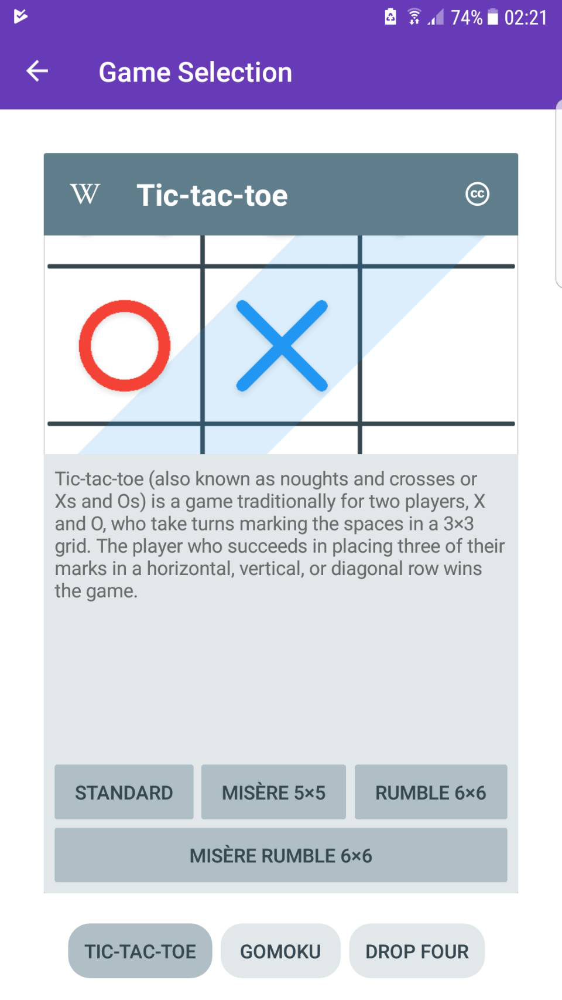 74% 02:21
Game Selection
W Tic-tac-toe cc
Tic-tac-toe (also known as noughts and crosses or
Xs and Os) is a game traditionally for two players, X
and O, who take turns marking the spaces in a 3×3
grid. The player who succeeds in placing three of their
marks in a horizontal, vertical, or diagonal row wins
the game.
STANDARD MISÈRE 5×5 RUMBLE 6×6
MISÈRE RUMBLE 6×6
TIC-TAC-TOE GOMOKU DROP FOUR